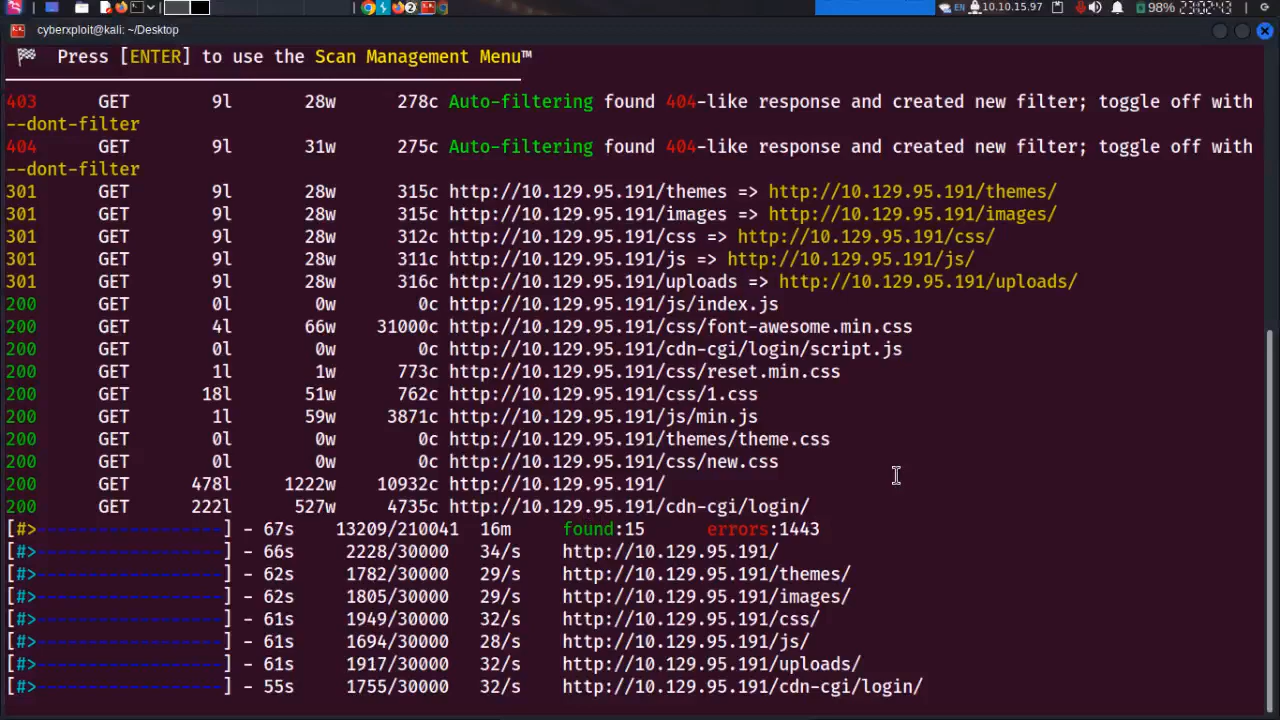 EN 10.10.15.97 98% 23:02:43
cyberxploit@kali: ~/Desktop
🏁 Press [ENTER] to use the Scan Management Menu™
403 GET 9l 28w 278c Auto-filtering found 404-like response and created new filter; toggle off with
--dont-filter
404 GET 9l 31w 275c Auto-filtering found 404-like response and created new filter; toggle off with
--dont-filter
301 GET 9l 28w 315c http://10.129.95.191/themes => http://10.129.95.191/themes/
301 GET 9l 28w 315c http://10.129.95.191/images => http://10.129.95.191/images/
301 GET 9l 28w 312c http://10.129.95.191/css => http://10.129.95.191/css/
301 GET 9l 28w 311c http://10.129.95.191/js => http://10.129.95.191/js/
301 GET 9l 28w 316c http://10.129.95.191/uploads => http://10.129.95.191/uploads/
200 GET 0l 0w 0c http://10.129.95.191/js/index.js
200 GET 4l 66w 31000c http://10.129.95.191/css/font-awesome.min.css
200 GET 0l 0w 0c http://10.129.95.191/cdn-cgi/login/script.js
200 GET 1l 1w 773c http://10.129.95.191/css/reset.min.css
200 GET 18l 51w 762c http://10.129.95.191/css/1.css
200 GET 1l 59w 3871c http://10.129.95.191/js/min.js
200 GET 0l 0w 0c http://10.129.95.191/themes/theme.css
200 GET 0l 0w 0c http://10.129.95.191/css/new.css
200 GET 478l 1222w 10932c http://10.129.95.191/
200 GET 222l 527w 4735c http://10.129.95.191/cdn-cgi/login/
[#>------------------] - 67s 13209/210041 16m found:15 errors:1443
[#>------------------] - 66s 2228/30000 34/s http://10.129.95.191/
[#>------------------] - 62s 1782/30000 29/s http://10.129.95.191/themes/
[#>------------------] - 62s 1805/30000 29/s http://10.129.95.191/images/
[#>------------------] - 61s 1949/30000 32/s http://10.129.95.191/css/
[#>------------------] - 61s 1694/30000 28/s http://10.129.95.191/js/
[#>------------------] - 61s 1917/30000 32/s http://10.129.95.191/uploads/
[#>------------------] - 55s 1755/30000 32/s http://10.129.95.191/cdn-cgi/login/